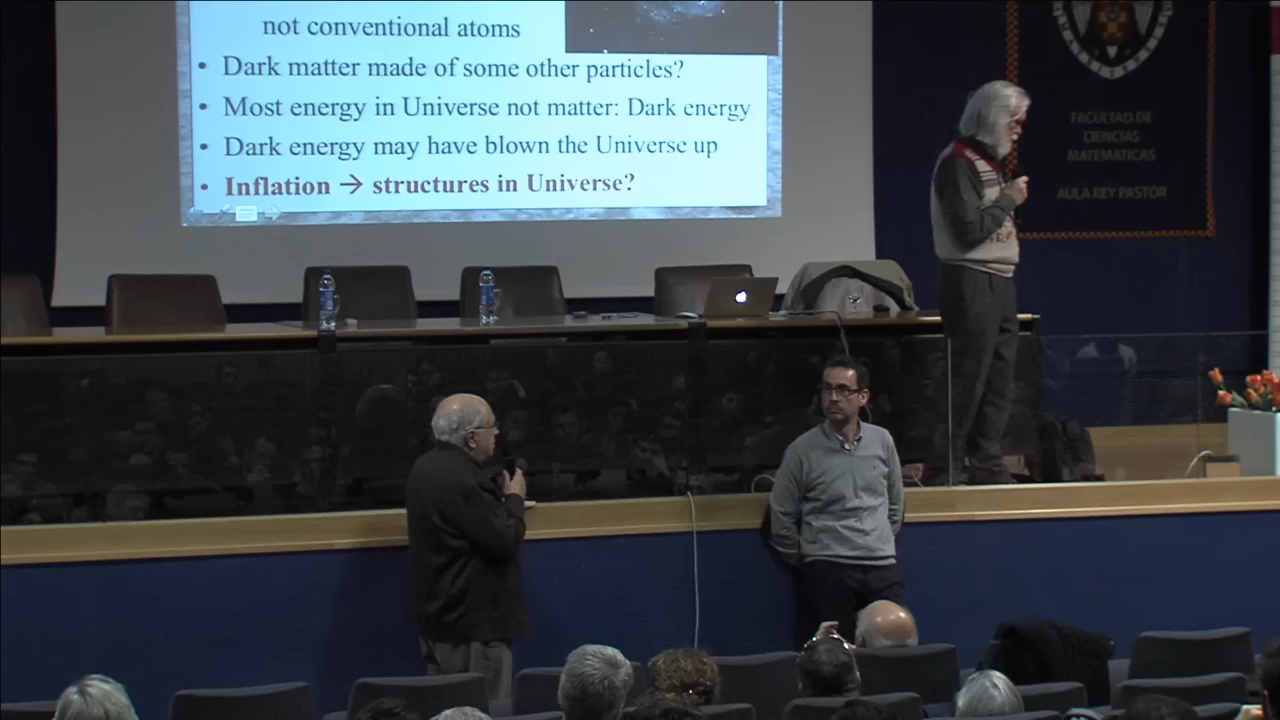 not conventional atoms
• Dark matter made of some other particles?
• Most energy in Universe not matter: Dark energy
• Dark energy may have blown the Universe up
• Inflation → structures in Universe?
FACULTAD DE
CIENCIAS
MATEMATICAS
AULA REY PASTOR